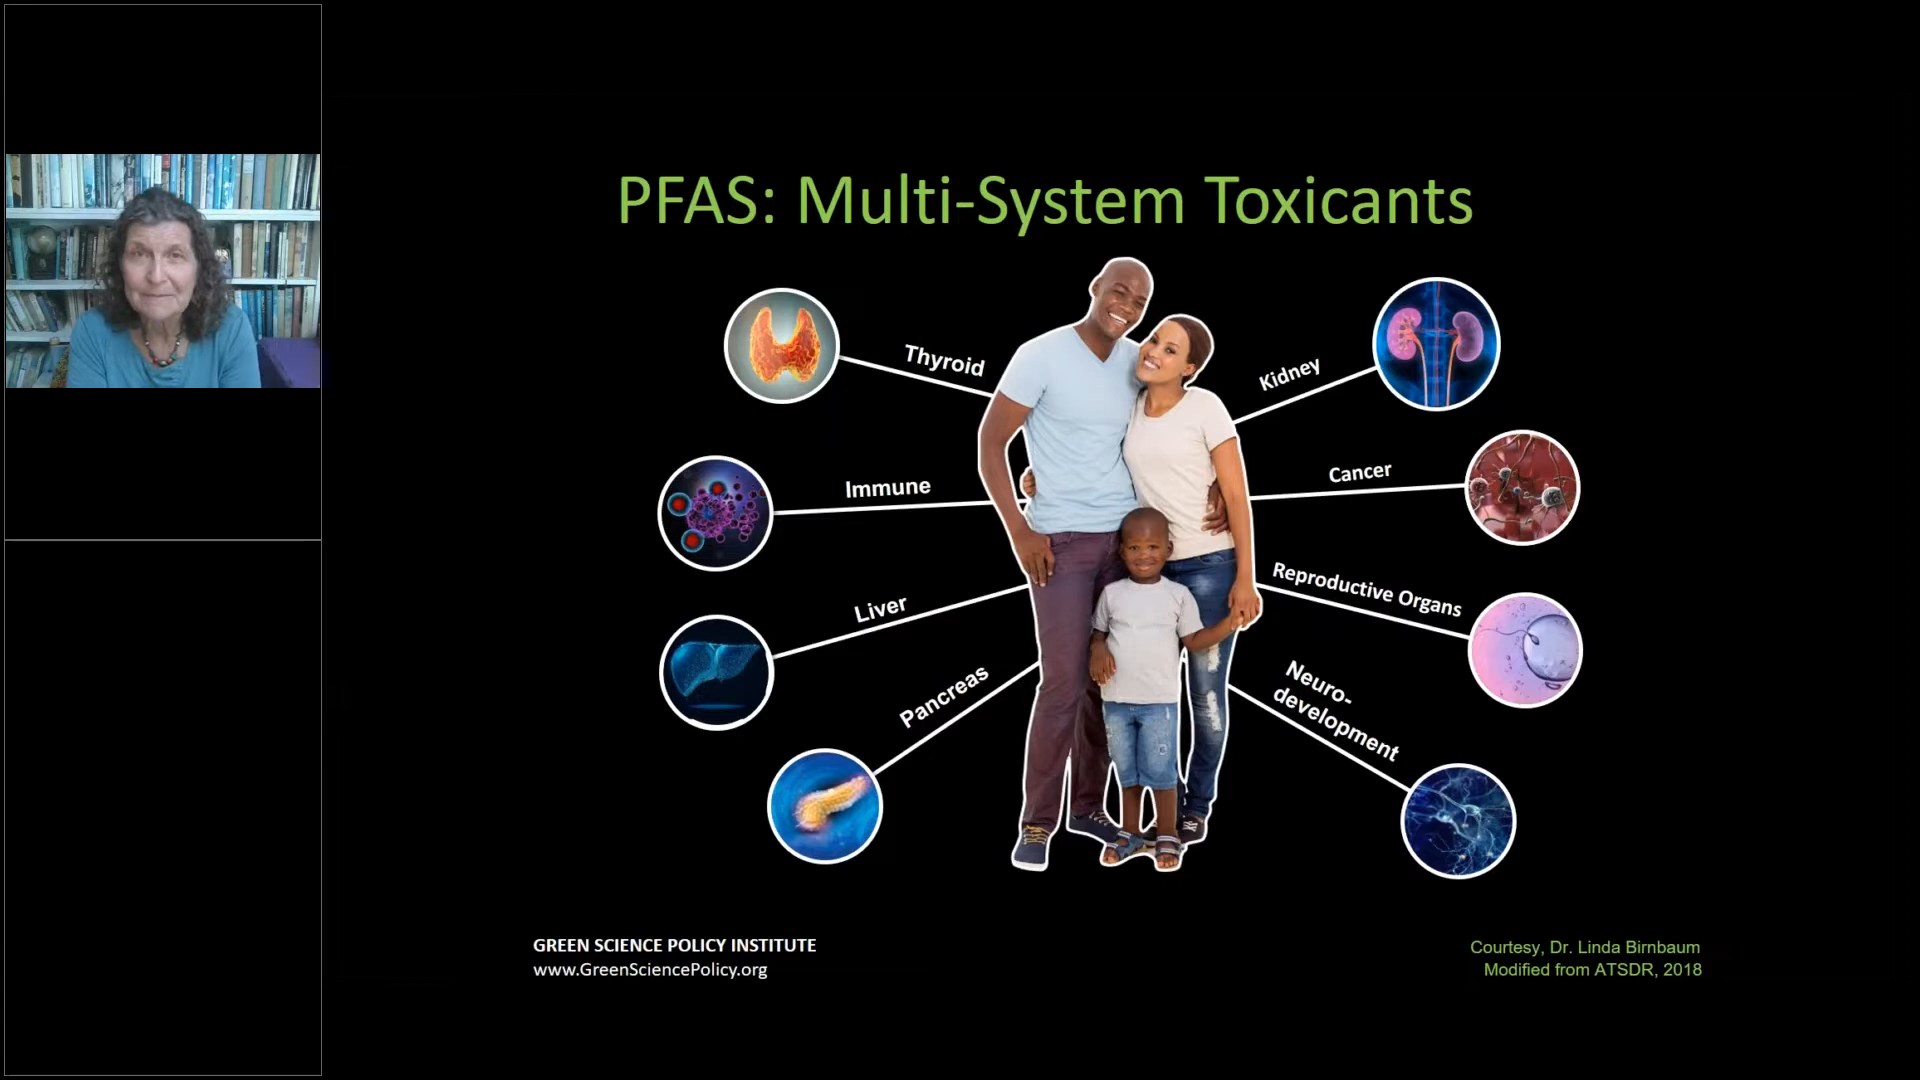 PFAS: Multi-System Toxicants
Thyroid
Kidney
Immune
Cancer
Liver
Reproductive Organs
Pancreas
Neuro-
development
GREEN SCIENCE POLICY INSTITUTE
www.GreenSciencePolicy.org
Courtesy, Dr. Linda Birnbaum
Modified from ATSDR, 2018